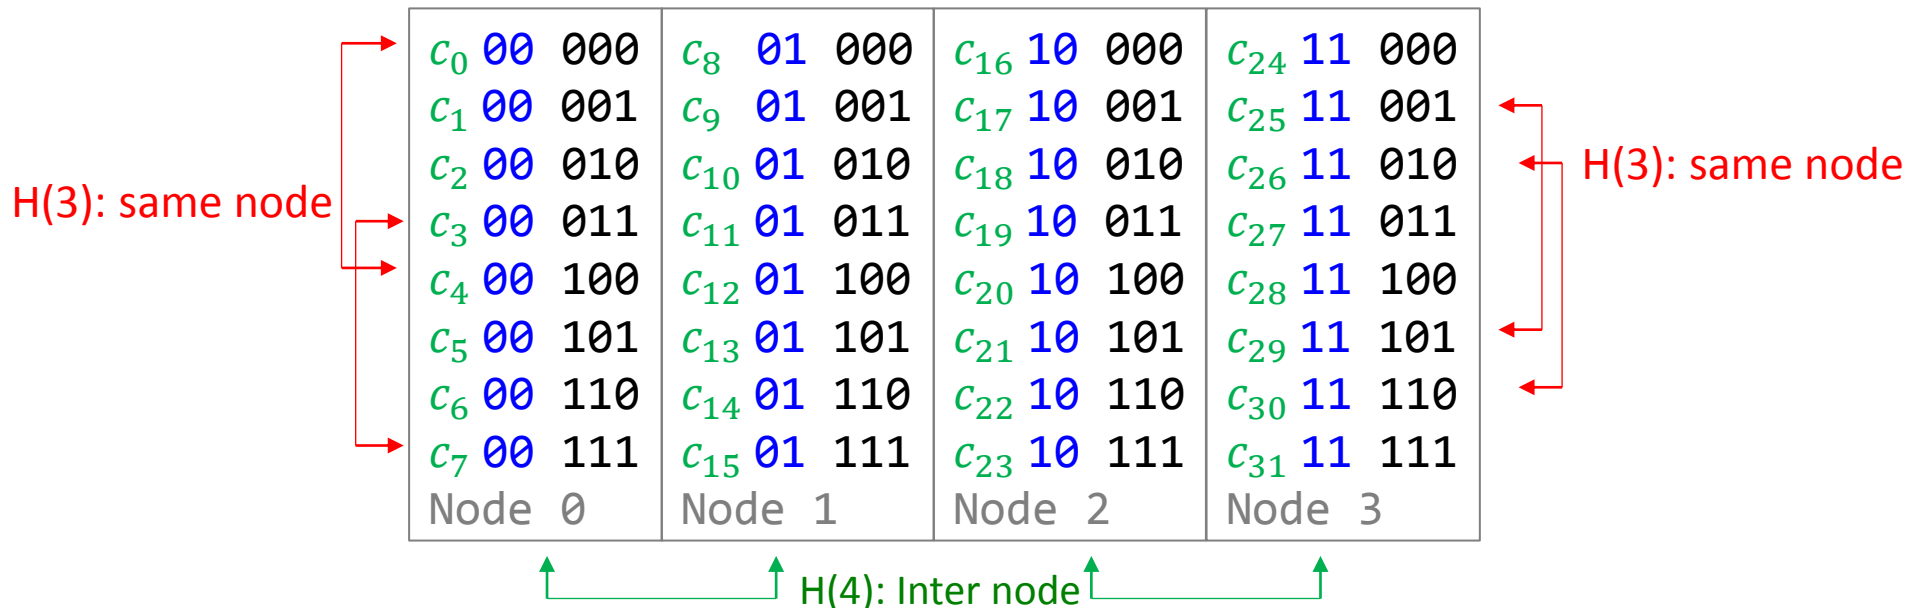 c0 00 000 c8 01 000 c16 10 000 c24 11 000
c1 00 001 c9 01 001 c17 10 001 c25 11 001
c2 00 010 c10 01 010 c18 10 010 c26 11 010
H(3): same node
H(3): same node
c3 00 011 c11 01 011 c19 10 011 c27 11 011
c4 00 100 c12 01 100 c20 10 100 c28 11 100
c5 00 101 c13 01 101 c21 10 101 c29 11 101
c6 00 110 c14 01 110 c22 10 110 c30 11 110
c7 00 111 c15 01 111 c23 10 111 c31 11 111
Node 0 Node 1 Node 2 Node 3
H(4): Inter node